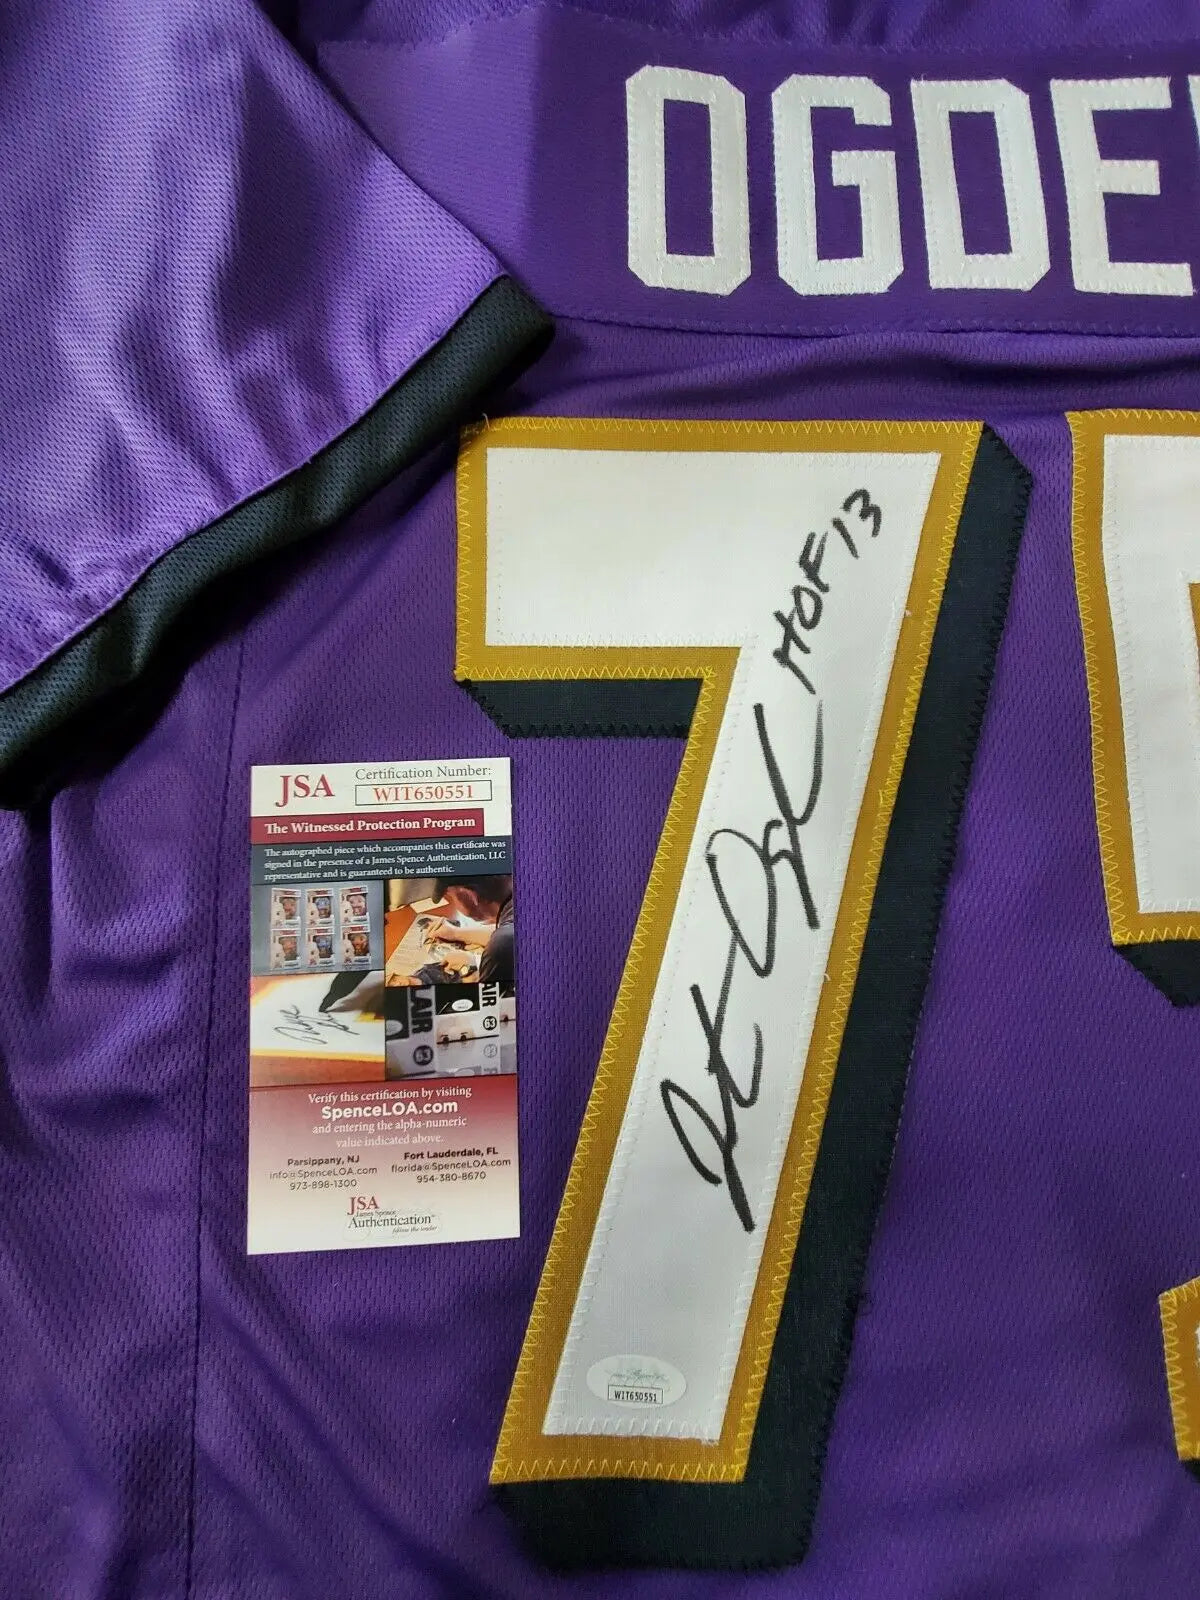 OGDE
7
HOF 13
JSA
Certification Number:
WIT650551
The Witnessed Protection Program
The autographed piece which accompanies this certificate was
signed in the presence of a James Spence Authentication, LLC
representative and is guaranteed to be authentic.
AIR
AIR
63
Verify this certification by visiting
SpenceLOA.com
and entering the alpha-numeric
value indicated above.
Parsippany, NJ
info@SpenceLOA.com
973-898-1300
Fort Lauderdale, FL
florida@SpenceLOA.com
954-380-8670
JSA
James Spence
Authentication
WIT650551